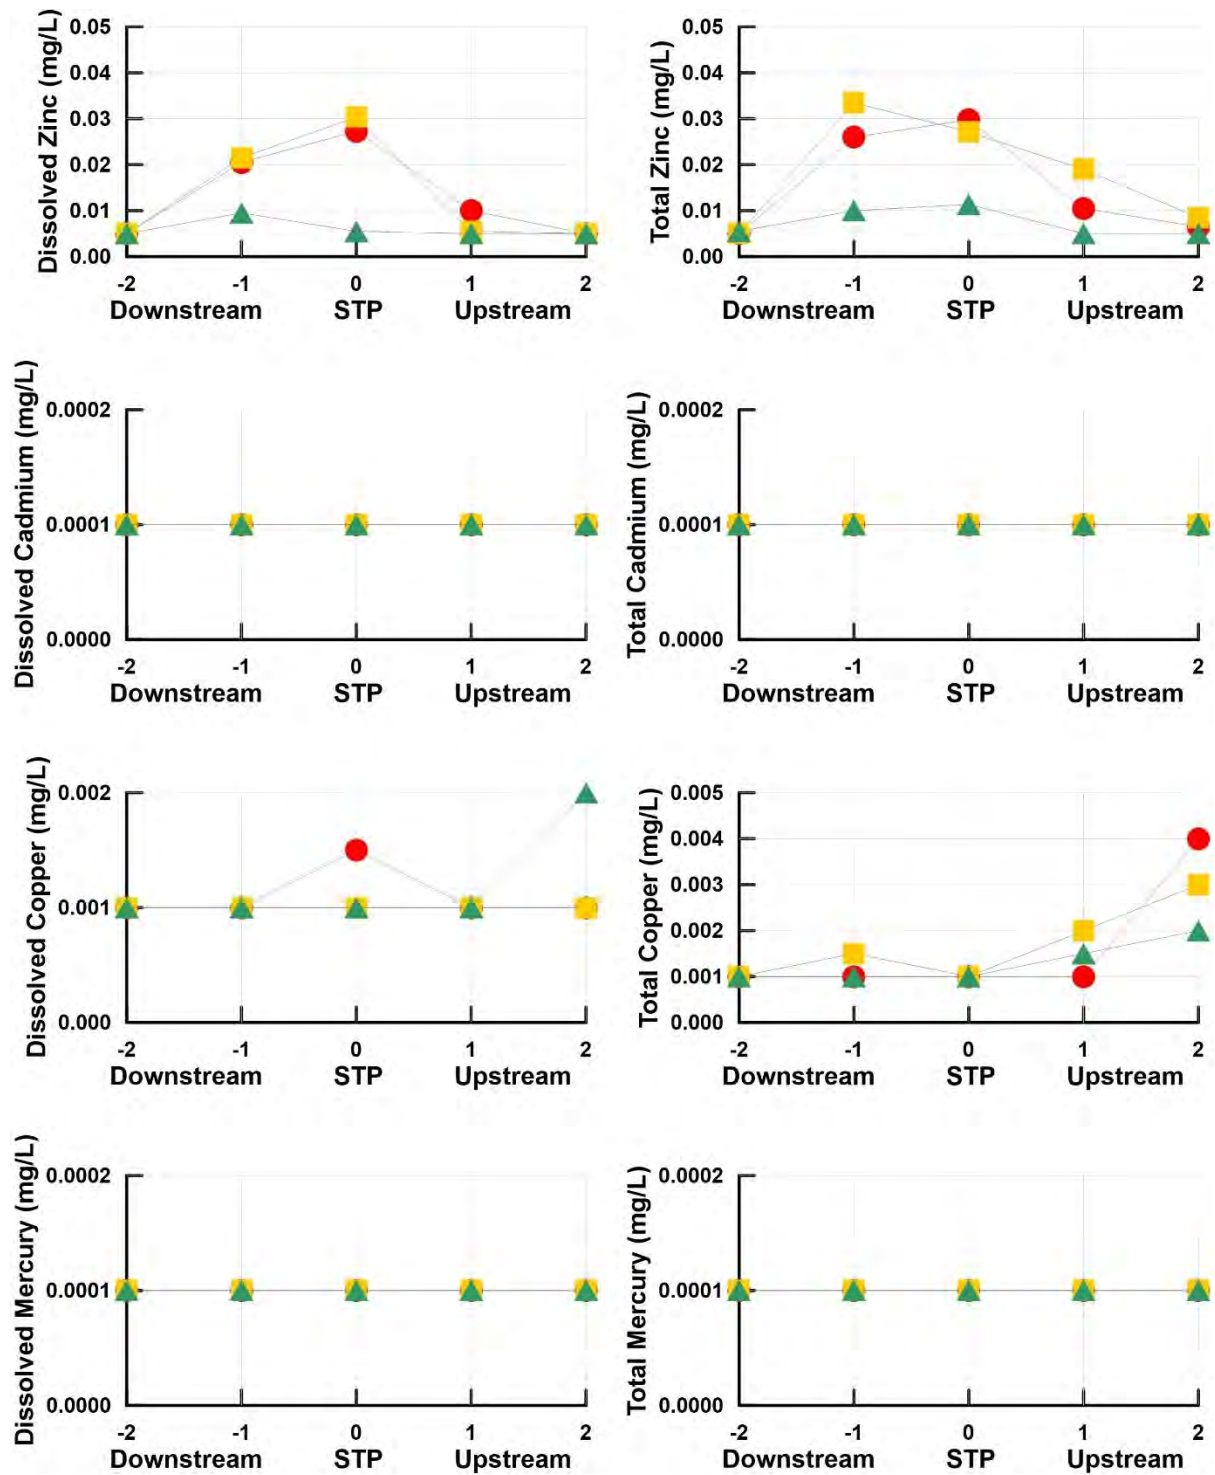 Dissolved Zinc (mg/L)
0.05
0.04
0.03
0.02
0.01
0.00
-2 -1 0 1 2
Downstream STP Upstream
Total Zinc (mg/L)
0.05
0.04
0.03
0.02
0.01
0.00
-2 -1 0 1 2
Downstream STP Upstream
Dissolved Cadmium (mg/L)
0.0002
0.0001
0.0000
-2 -1 0 1 2
Downstream STP Upstream
Total Cadmium (mg/L)
0.0002
0.0001
0.0000
-2 -1 0 1 2
Downstream STP Upstream
Dissolved Copper (mg/L)
0.002
0.001
0.000
-2 -1 0 1 2
Downstream STP Upstream
Total Copper (mg/L)
0.005
0.004
0.003
0.002
0.001
0.000
-2 -1 0 1 2
Downstream STP Upstream
Dissolved Mercury (mg/L)
0.0002
0.0001
0.0000
-2 -1 0 1 2
Downstream STP Upstream
Total Mercury (mg/L)
0.0002
0.0001
0.0000
-2 -1 0 1 2
Downstream STP Upstream